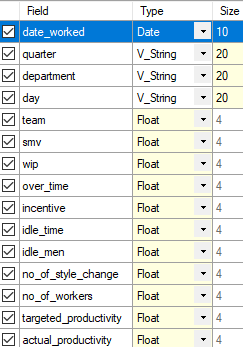 Field Type Size
date_worked Date 10
quarter V_String 20
department V_String 20
day V_String 20
team Float 4
smv Float 4
wip Float 4
over_time Float 4
incentive Float 4
idle_time Float 4
idle_men Float 4
no_of_style_change Float 4
no_of_workers Float 4
targeted_productivity Float 4
actual_productivity Float 4